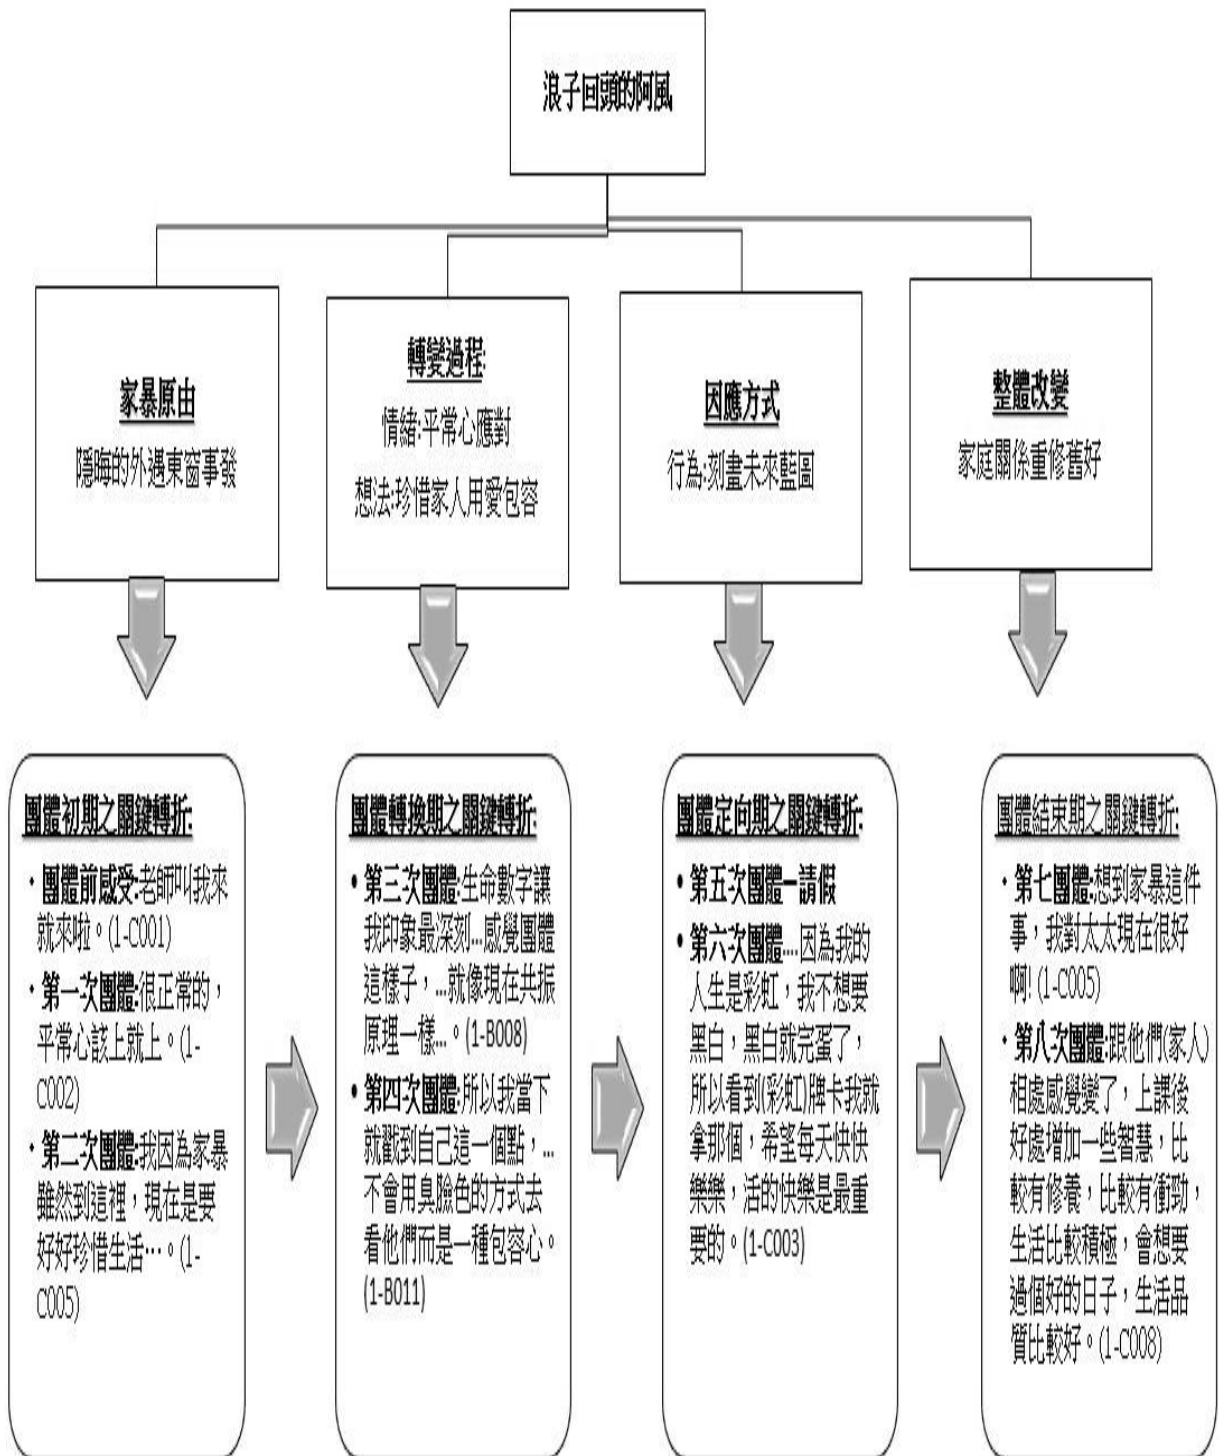 浪子回頭的阿風
家暴原由
隱晦的外遇東窗事發
轉變過程:
情緒:平常心應對
想法:珍惜家人用愛包容
因應方式
行為:刻畫未來藍圖
整體改變
家庭關係重修舊好
團體初期之關鍵轉折:
• 團體前感受:老師叫我來
就來啦。(1-C001)
• 第一次團體:很正常的，
平常心該上就上。(1-
C002)
• 第二次團體:我因為家暴
雖然到這裡，現在是要
好好珍惜生活…。(1-
C005)
團體轉換期之關鍵轉折:
• 第三次團體:生命數字讓
我印象最深刻...感覺團體
這樣子，...就像現在共振
原理一樣...。(1-B008)
• 第四次團體:所以我當下
就戳到自己這一個點，...
不會用臭臉色的方式去
看他們而是一種包容心。
(1-B011)
團體定向期之關鍵轉折:
• 第五次團體—請假
• 第六次團體....因為我的
人生是彩虹，我不想要
黑白，黑白就完蛋了，
所以看到(彩虹)牌卡我就
拿那個，希望每天快快
樂樂，活的快樂是最重
要的。(1-C003)
團體結束期之關鍵轉折:
• 第七團體:想到家暴這件
事，我對太太現在很好
啊! (1-C005)
• 第八次團體:跟他們(家人)
相處感覺變了，上課後
好處增加一些智慧，比
較有修養，比較有衝勁，
生活比較積極，會想要
過個好的日子，生活品
質比較好。(1-C008)